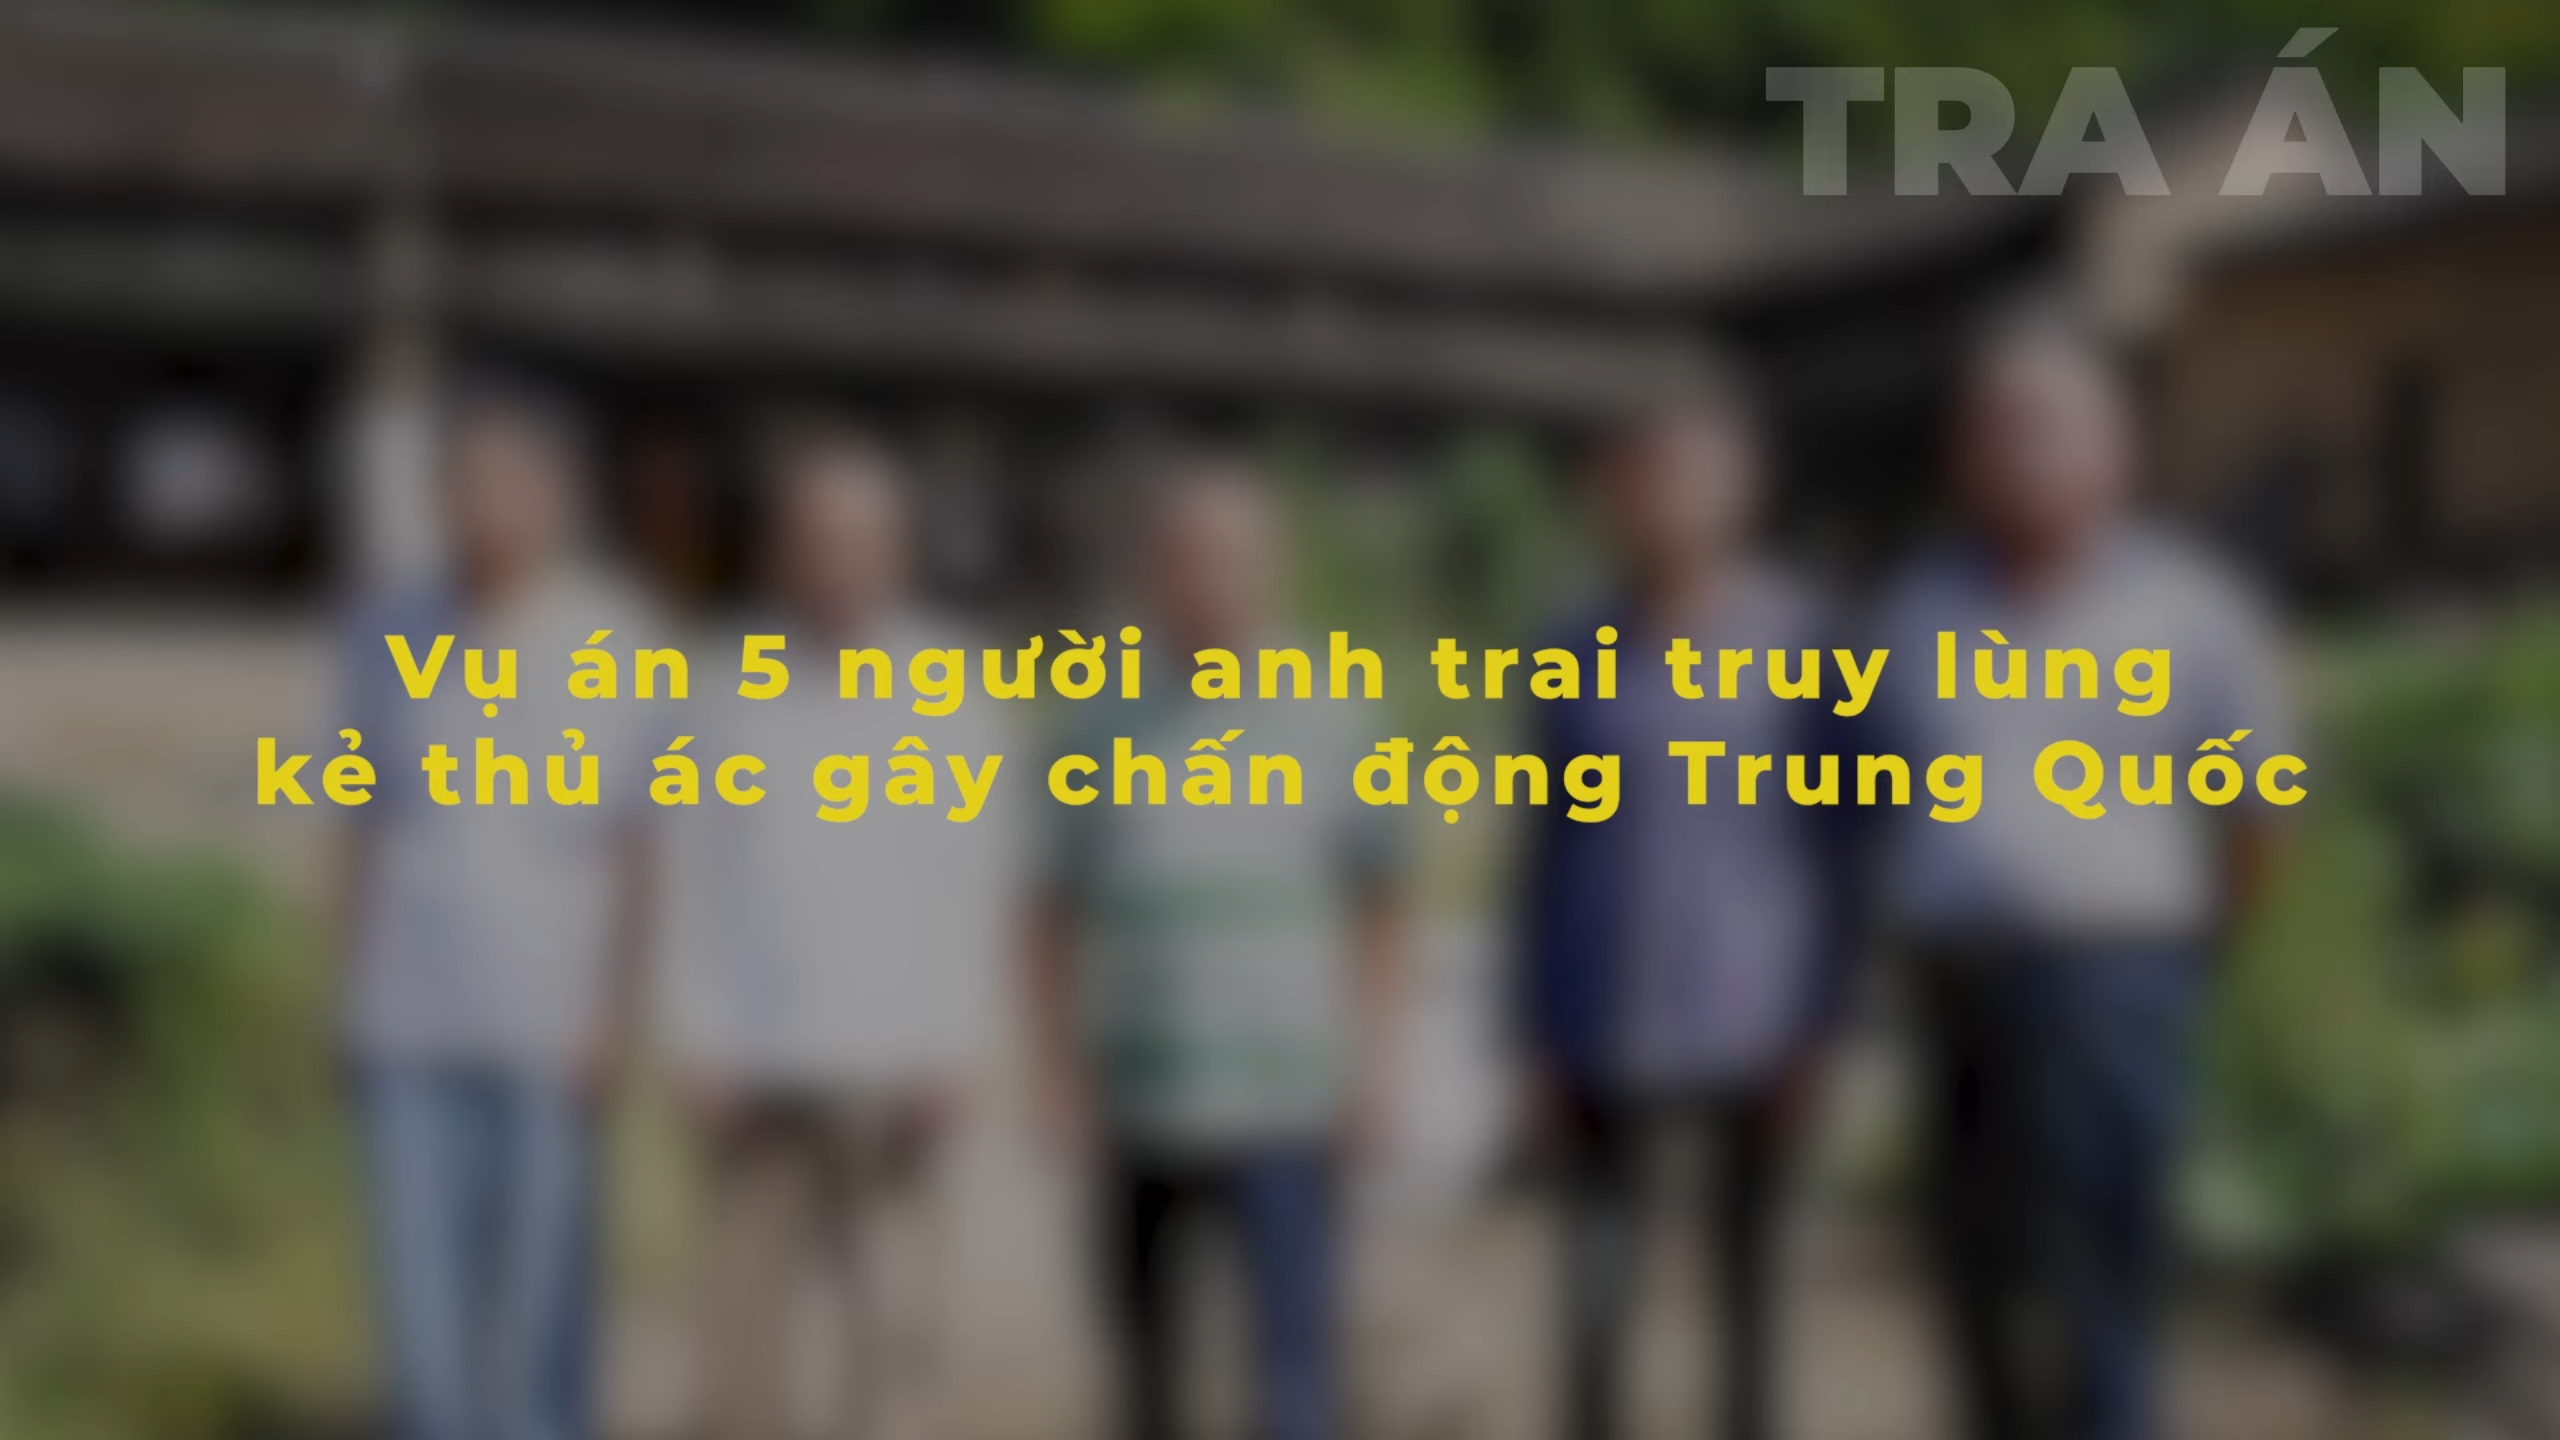 TRA ÁN
Vụ án 5 người anh trai truy lùng
kẻ thủ ác gây chấn động Trung Quốc